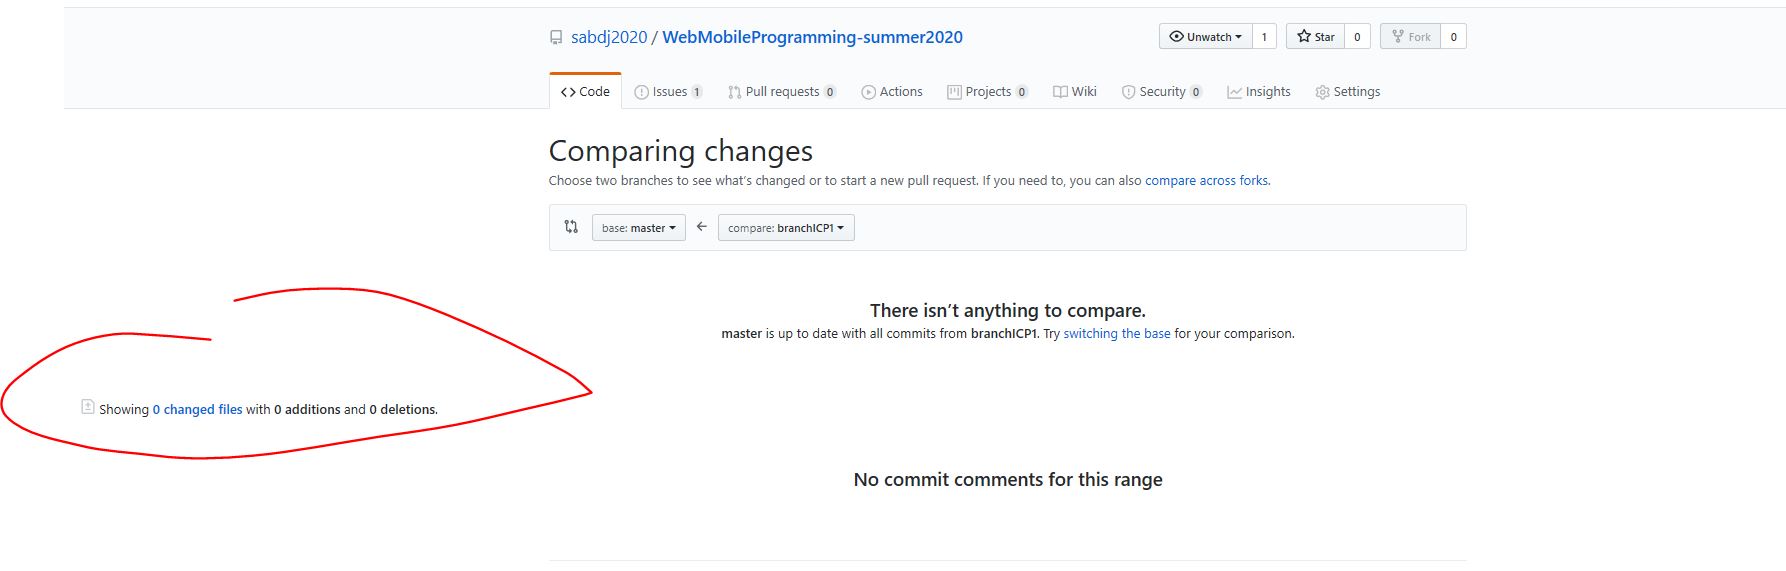 sabdj2020 / WebMobileProgramming-summer2020
Unwatch 1 Star 0 Fork 0
Code Issues 1 Pull requests 0 Actions Projects 0 Wiki Security 0 Insights Settings
Comparing changes
Choose two branches to see what’s changed or to start a new pull request. If you need to, you can also compare across forks.
base: master compare: branchICP1
There isn’t anything to compare.
master is up to date with all commits from branchICP1. Try switching the base for your comparison.
Showing 0 changed files with 0 additions and 0 deletions.
No commit comments for this range